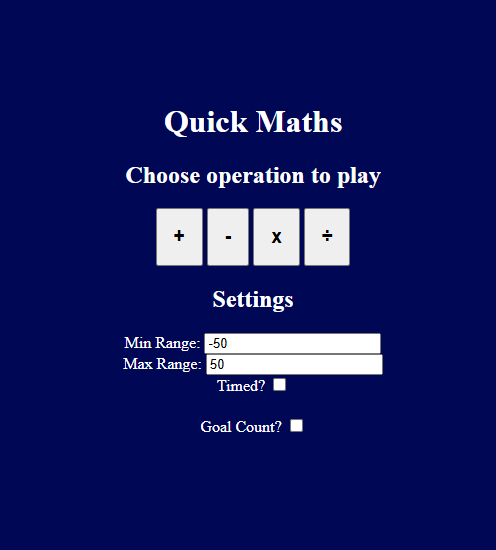 Quick Maths
Choose operation to play
+ - x ÷
Settings
Min Range: -50
Max Range: 50
Timed?
Goal Count?